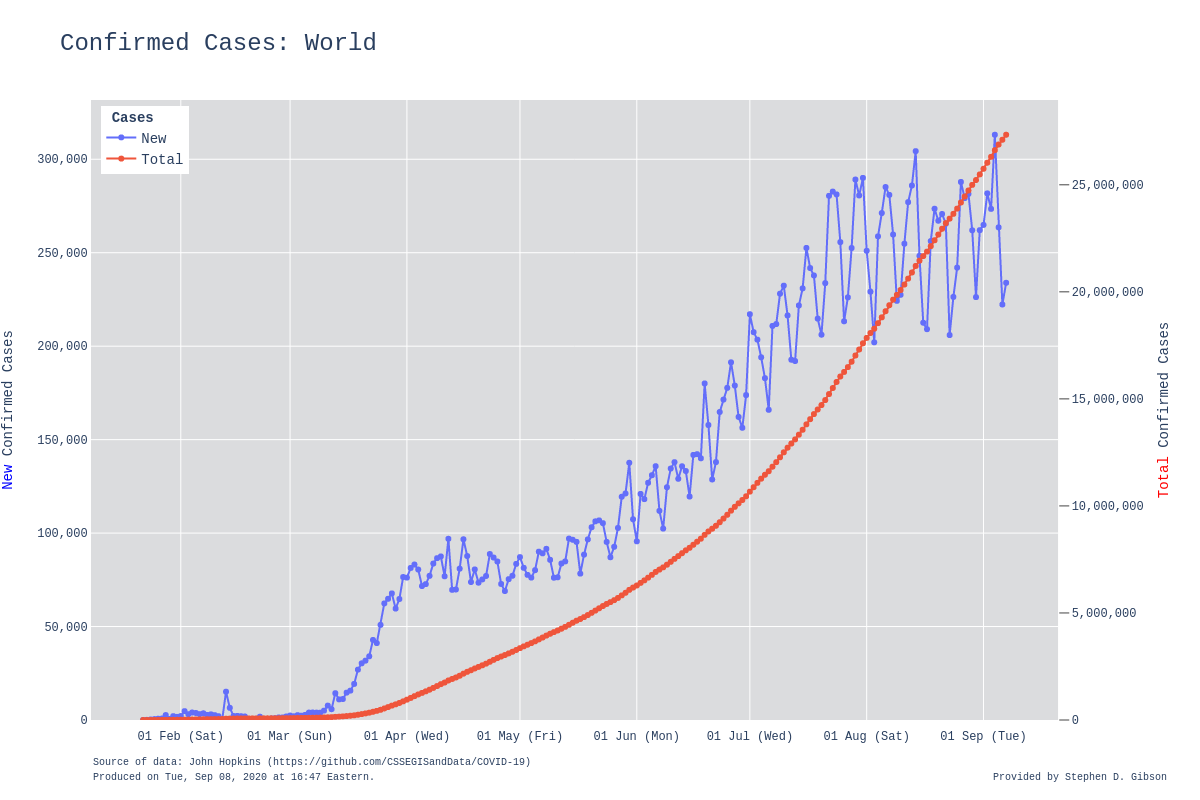 Confirmed Cases: World
Cases
New
Total
300,000
250,000
200,000
150,000
100,000
50,000
0
25,000,000
20,000,000
15,000,000
10,000,000
5,000,000
0
New Confirmed Cases
Total Confirmed Cases
01 Feb (Sat) 01 Mar (Sun) 01 Apr (Wed) 01 May (Fri) 01 Jun (Mon) 01 Jul (Wed) 01 Aug (Sat) 01 Sep (Tue)
Source of data: John Hopkins (https://github.com/CSSEGISandData/COVID-19)
Produced on Tue, Sep 08, 2020 at 16:47 Eastern.
Provided by Stephen D. Gibson